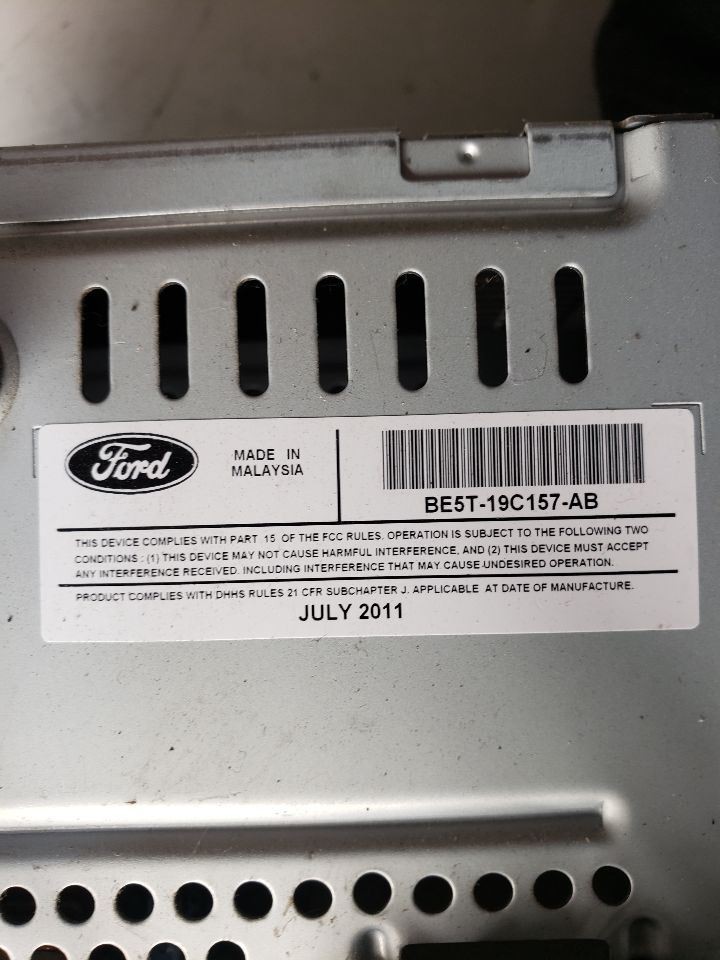 Ford
MADE IN
MALAYSIA
BE5T-19C157-AB
THIS DEVICE COMPLIES WITH PART 15 OF THE FCC RULES. OPERATION IS SUBJECT TO THE FOLLOWING TWO
CONDITIONS : (1) THIS DEVICE MAY NOT CAUSE HARMFUL INTERFERENCE, AND (2) THIS DEVICE MUST ACCEPT
ANY INTERFERENCE RECEIVED. INCLUDING INTERFERENCE THAT MAY CAUSE UNDESIRED OPERATION.
PRODUCT COMPLIES WITH DHHS RULES 21 CFR SUBCHAPTER J. APPLICABLE AT DATE OF MANUFACTURE.
JULY 2011